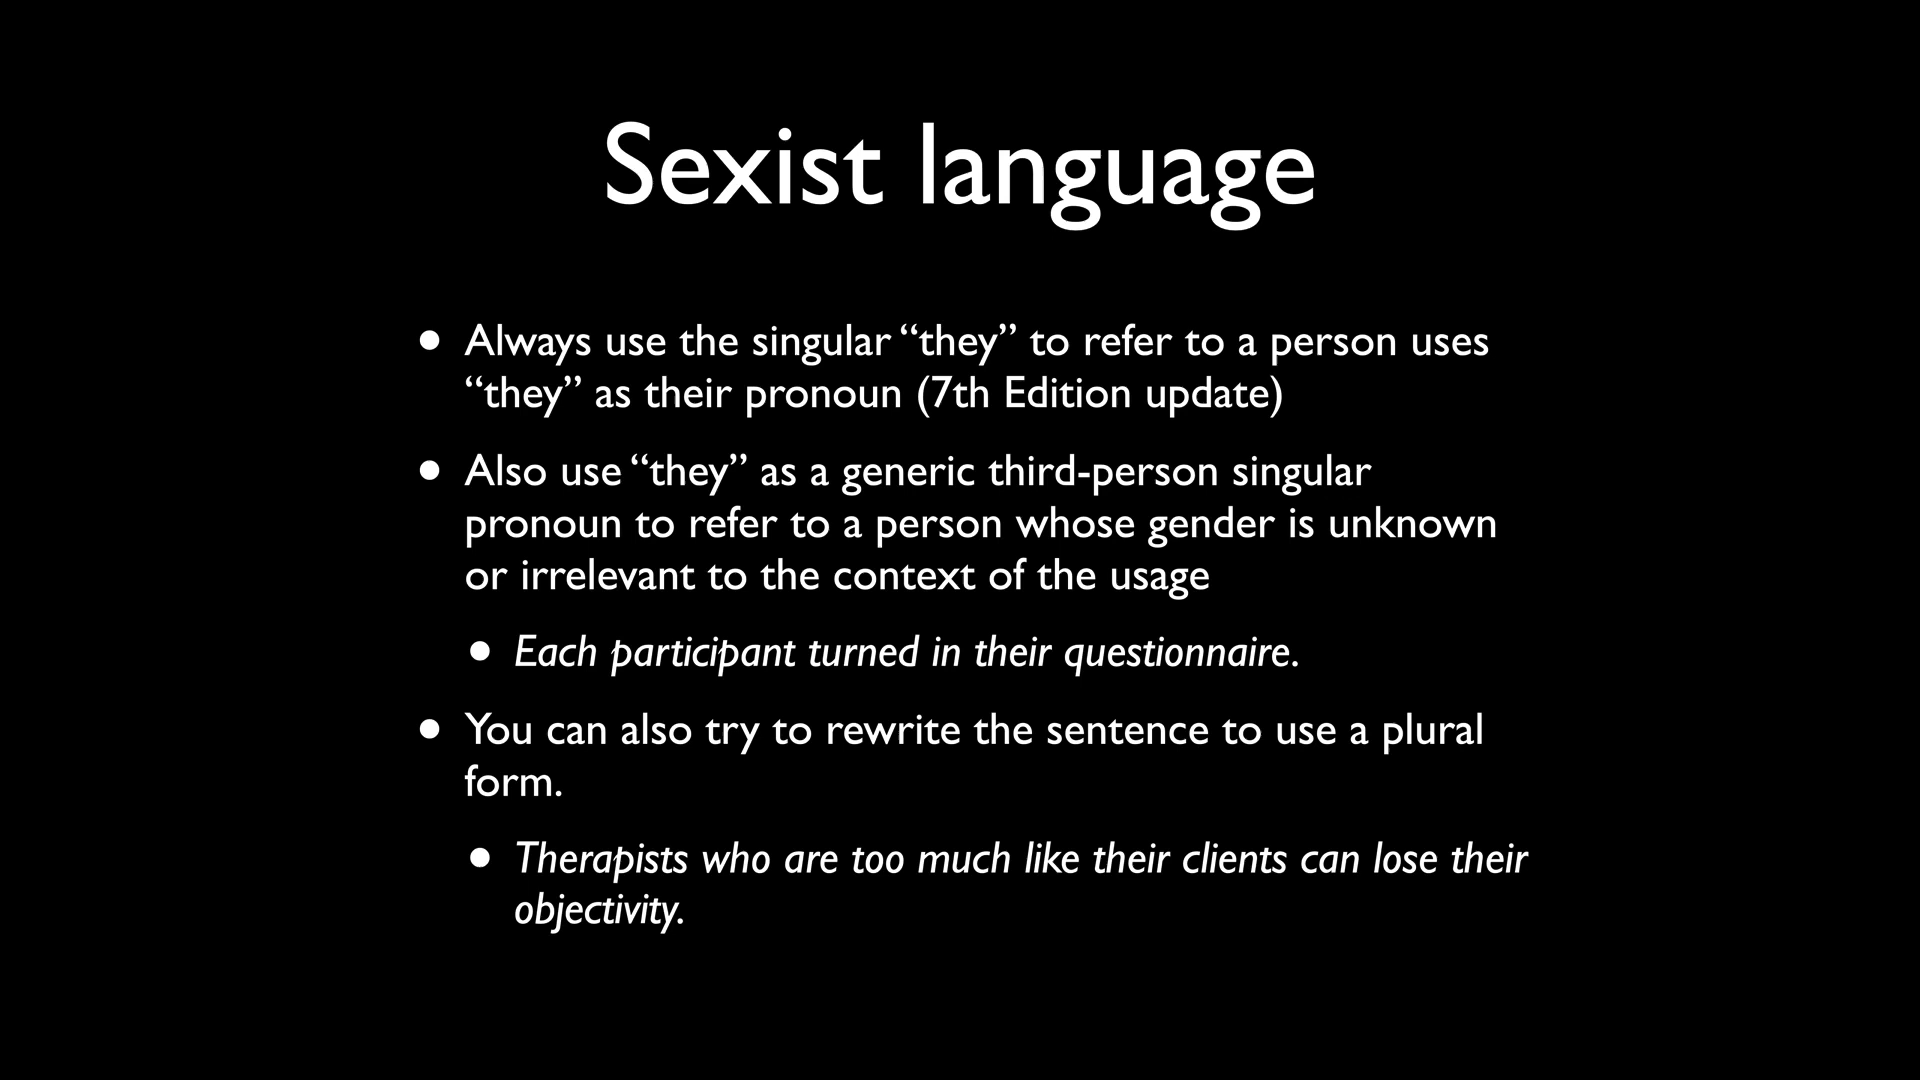 Sexist language
• Always use the singular “they” to refer to a person uses
“they” as their pronoun (7th Edition update)
• Also use “they” as a generic third-person singular
pronoun to refer to a person whose gender is unknown
or irrelevant to the context of the usage
• Each participant turned in their questionnaire.
• You can also try to rewrite the sentence to use a plural
form.
• Therapists who are too much like their clients can lose their
objectivity.